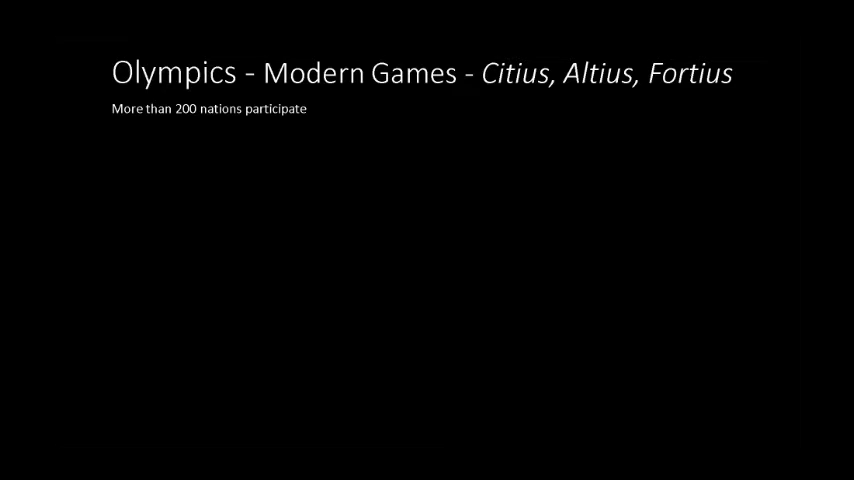 Olympics - Modern Games - Citius, Altius, Fortius
More than 200 nations participate